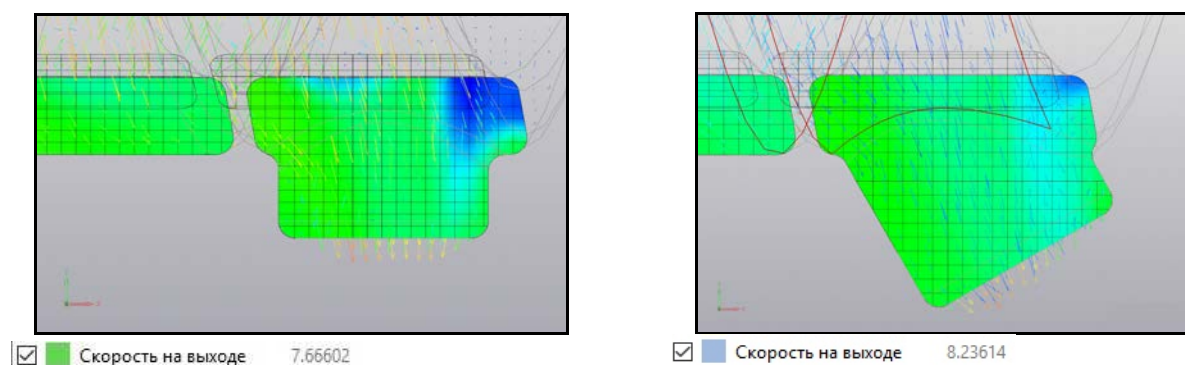 Скорость на выходе 7.66602
Скорость на выходе 8.23614